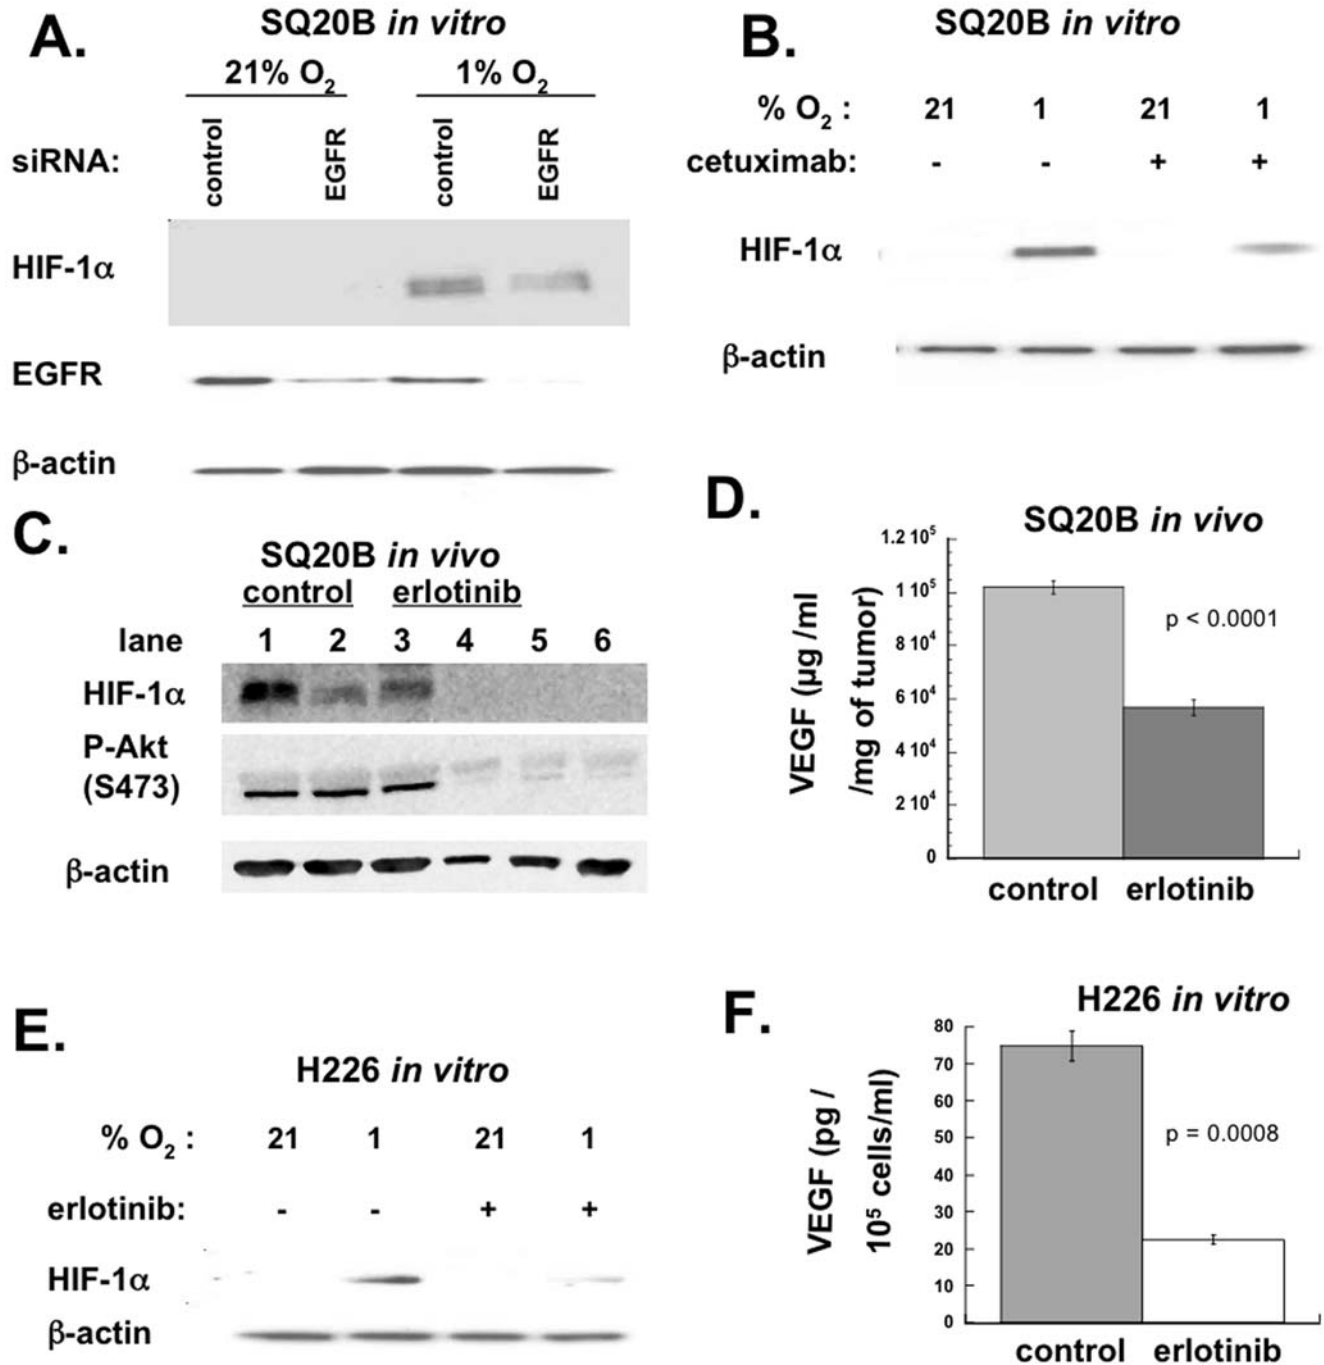 A.
SQ20B in vitro
21% O2 1% O2
siRNA: control EGFR control EGFR
HIF-1α
EGFR
β-actin
B.
SQ20B in vitro
% O2 : 21 1 21 1
cetuximab: - - + +
HIF-1α
β-actin
C.
SQ20B in vivo
control erlotinib
lane 1 2 3 4 5 6
HIF-1α
P-Akt
(S473)
β-actin
D.
SQ20B in vivo
VEGF (µg /ml
/mg of tumor)
1.2 10⁵
1 10⁵
8 10⁴
6 10⁴
4 10⁴
2 10⁴
0
p < 0.0001
control erlotinib
E.
H226 in vitro
% O2 : 21 1 21 1
erlotinib: - - + +
HIF-1α
β-actin
F.
H226 in vitro
VEGF (pg /
10⁵ cells/ml)
80
70
60
50
40
30
20
10
0
p = 0.0008
control erlotinib